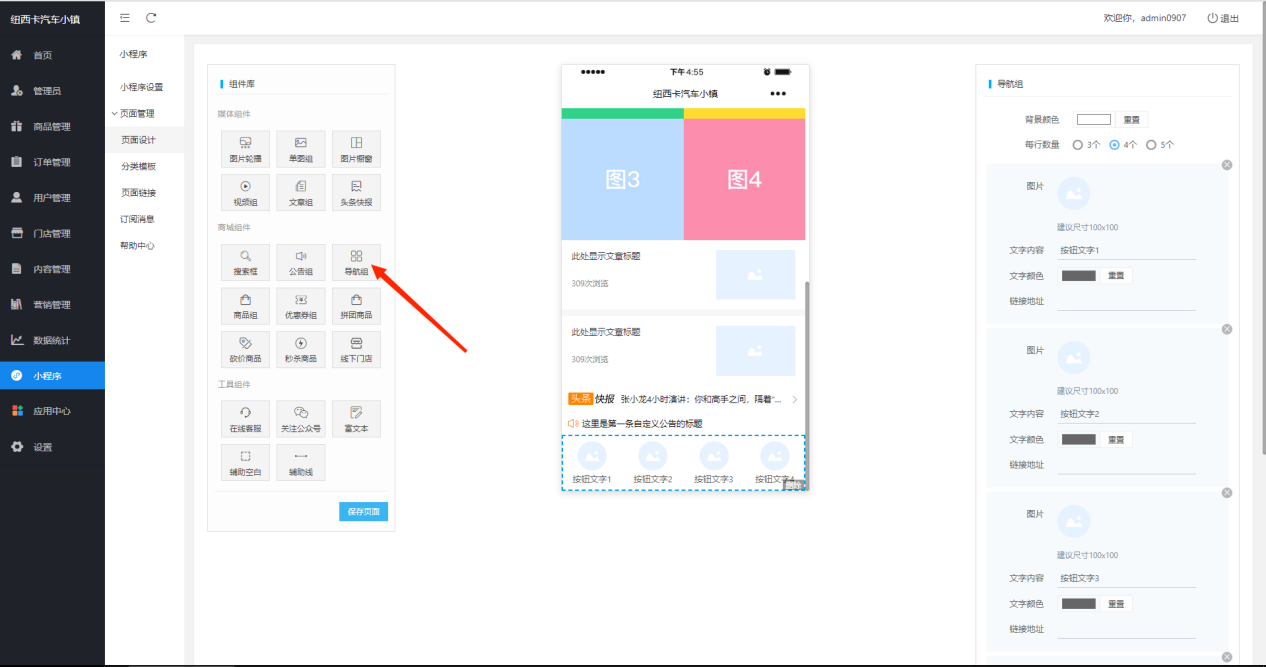 纽西卡汽车小镇
欢迎你，admin0907
退出
首页
管理员
商品管理
订单管理
用户管理
门店管理
内容管理
营销管理
数据统计
小程序
应用中心
设置
小程序
小程序设置
页面管理
页面设计
分类模板
页面链接
订阅消息
帮助中心
组件库
媒体组件
图片轮播 单图组 图片橱窗
视频组 文章组 头条快报
商城组件
搜索框 公告组 导航组
商品组 优惠券组 拼团商品
砍价商品 秒杀商品 线下门店
工具组件
在线客服 关注公众号 富文本
辅助空白 辅助线
保存页面
下午4:55
纽西卡汽车小镇
图3 图4
此处显示文章标题
309次浏览
此处显示文章标题
309次浏览
头条 快报 张小龙4小时演讲：你和高手之间，隔着“...
这里是第一条自定义公告的标题
按钮文字1 按钮文字2 按钮文字3 按钮文字4
导航组
背景颜色 重置
每行数量 3个 4个 5个
图片
建议尺寸100x100
文字内容 按钮文字1
文字颜色 重置
链接地址
图片
建议尺寸100x100
文字内容 按钮文字2
文字颜色 重置
链接地址
图片
建议尺寸100x100
文字内容 按钮文字3
文字颜色 重置
链接地址